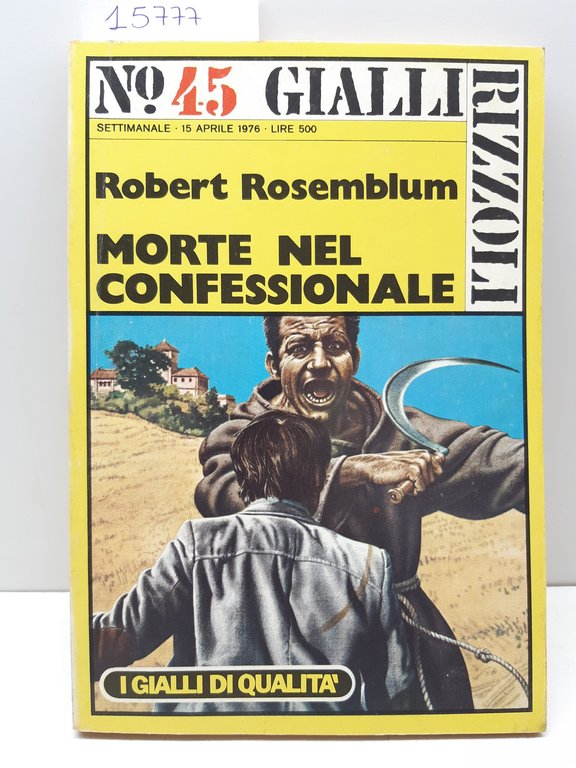 15777
Nº 45 GIALLI
RIZZOLI
SETTIMANALE · 15 APRILE 1976 · LIRE 500
Robert Rosemblum
MORTE NEL
CONFESSIONALE
I GIALLI DI QUALITA'